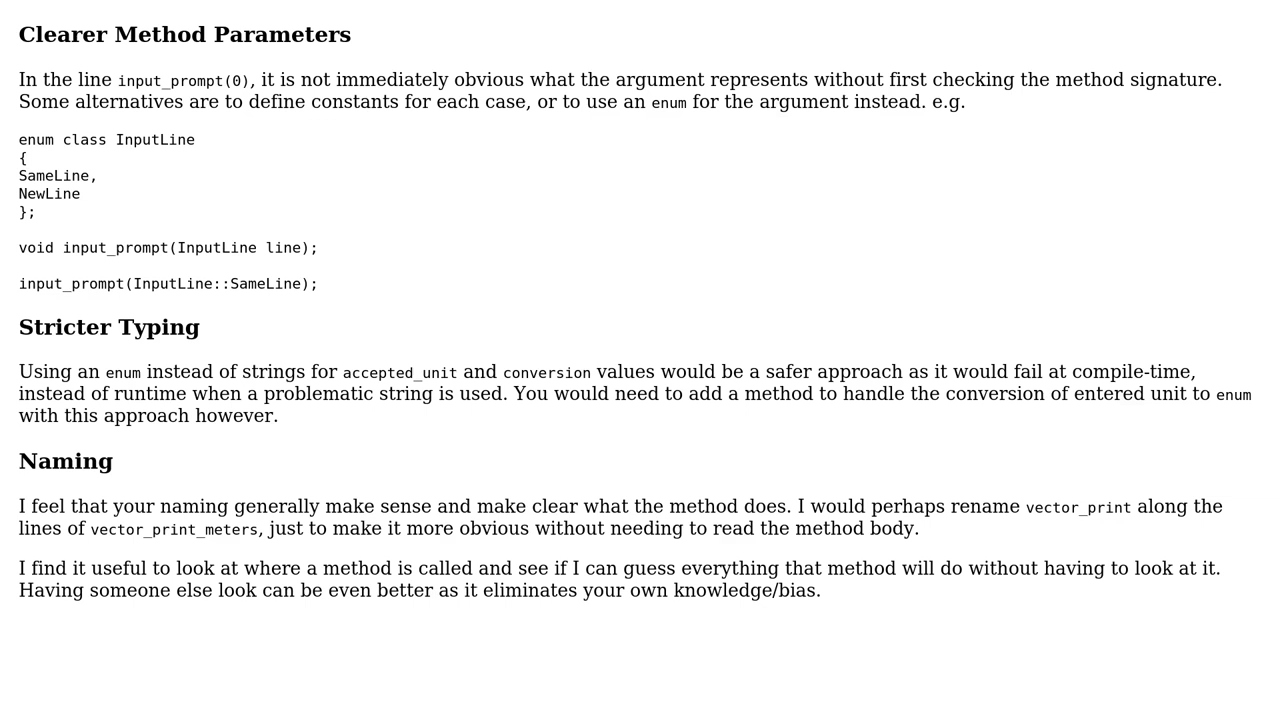 Clearer Method Parameters
In the line input_prompt(0), it is not immediately obvious what the argument represents without first checking the method signature.
Some alternatives are to define constants for each case, or to use an enum for the argument instead. e.g.
enum class InputLine
{
SameLine,
NewLine
};
void input_prompt(InputLine line);
input_prompt(InputLine::SameLine);
Stricter Typing
Using an enum instead of strings for accepted_unit and conversion values would be a safer approach as it would fail at compile-time,
instead of runtime when a problematic string is used. You would need to add a method to handle the conversion of entered unit to enum
with this approach however.
Naming
I feel that your naming generally make sense and make clear what the method does. I would perhaps rename vector_print along the
lines of vector_print_meters, just to make it more obvious without needing to read the method body.
I find it useful to look at where a method is called and see if I can guess everything that method will do without having to look at it.
Having someone else look can be even better as it eliminates your own knowledge/bias.